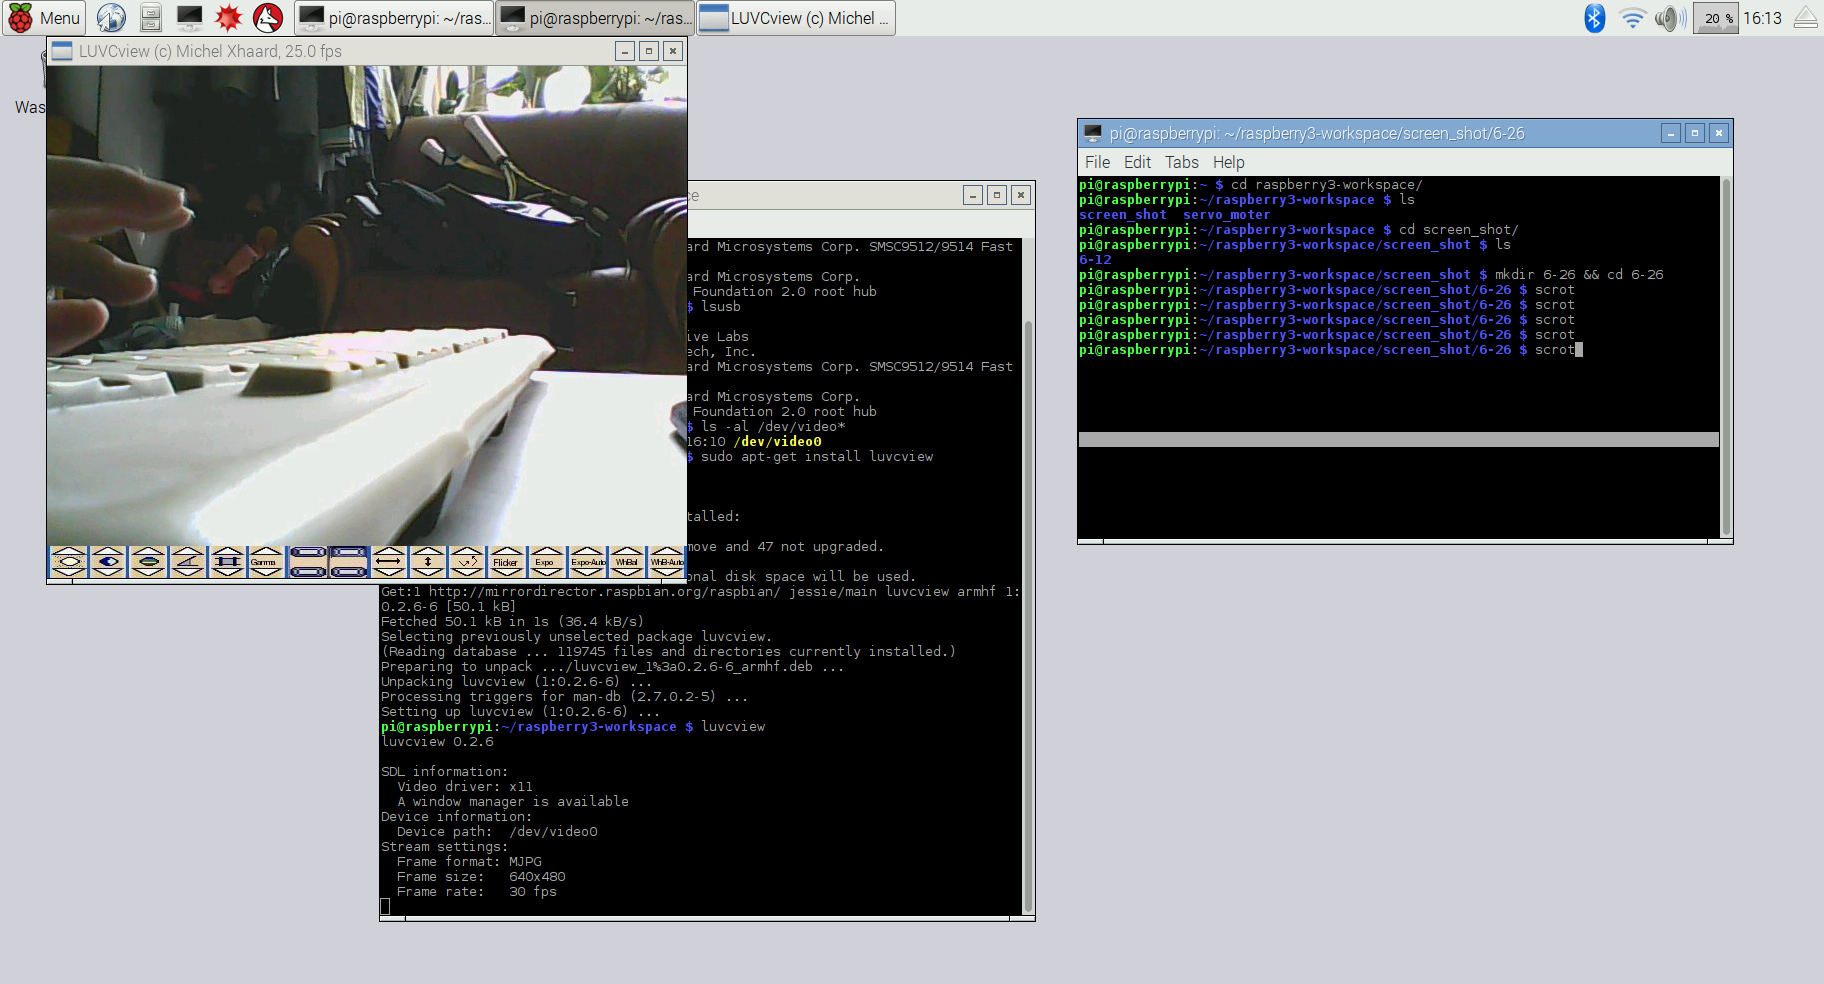 Menu
pi@raspberrypi: ~/ras...
pi@raspberrypi: ~/ras...
LUVCview (c) Michel ...
20 %
16:13
LUVCview (c) Michel Xhaard, 25.0 fps
Was
Gamma
Flicker
Expo
Expo-Auto
WhBal
WhB-Auto
ce
ard Microsystems Corp. SMSC9512/9514 Fast
ard Microsystems Corp.
Foundation 2.0 root hub
$ lsusb
ive Labs
ech, Inc.
ard Microsystems Corp. SMSC9512/9514 Fast
ard Microsystems Corp.
Foundation 2.0 root hub
$ ls -al /dev/video*
16:10 /dev/video0
$ sudo apt-get install luvcview
talled:
move and 47 not upgraded.
onal disk space will be used.
Get:1 http://mirrordirector.raspbian.org/raspbian/ jessie/main luvcview armhf 1:
0.2.6-6 [50.1 kB]
Fetched 50.1 kB in 1s (36.4 kB/s)
Selecting previously unselected package luvcview.
(Reading database ... 119745 files and directories currently installed.)
Preparing to unpack .../luvcview_1%3a0.2.6-6_armhf.deb ...
Unpacking luvcview (1:0.2.6-6) ...
Processing triggers for man-db (2.7.0.2-5) ...
Setting up luvcview (1:0.2.6-6) ...
pi@raspberrypi:~/raspberry3-workspace $ luvcview
luvcview 0.2.6
SDL information:
Video driver: x11
A window manager is available
Device information:
Device path: /dev/video0
Stream settings:
Frame format: MJPG
Frame size: 640x480
Frame rate: 30 fps
pi@raspberrypi: ~/raspberry3-workspace/screen_shot/6-26
File Edit Tabs Help
pi@raspberrypi:~ $ cd raspberry3-workspace/
pi@raspberrypi:~/raspberry3-workspace $ ls
screen_shot servo_moter
pi@raspberrypi:~/raspberry3-workspace $ cd screen_shot/
pi@raspberrypi:~/raspberry3-workspace/screen_shot $ ls
6-12
pi@raspberrypi:~/raspberry3-workspace/screen_shot $ mkdir 6-26 && cd 6-26
pi@raspberrypi:~/raspberry3-workspace/screen_shot/6-26 $ scrot
pi@raspberrypi:~/raspberry3-workspace/screen_shot/6-26 $ scrot
pi@raspberrypi:~/raspberry3-workspace/screen_shot/6-26 $ scrot
pi@raspberrypi:~/raspberry3-workspace/screen_shot/6-26 $ scrot
pi@raspberrypi:~/raspberry3-workspace/screen_shot/6-26 $ scrot